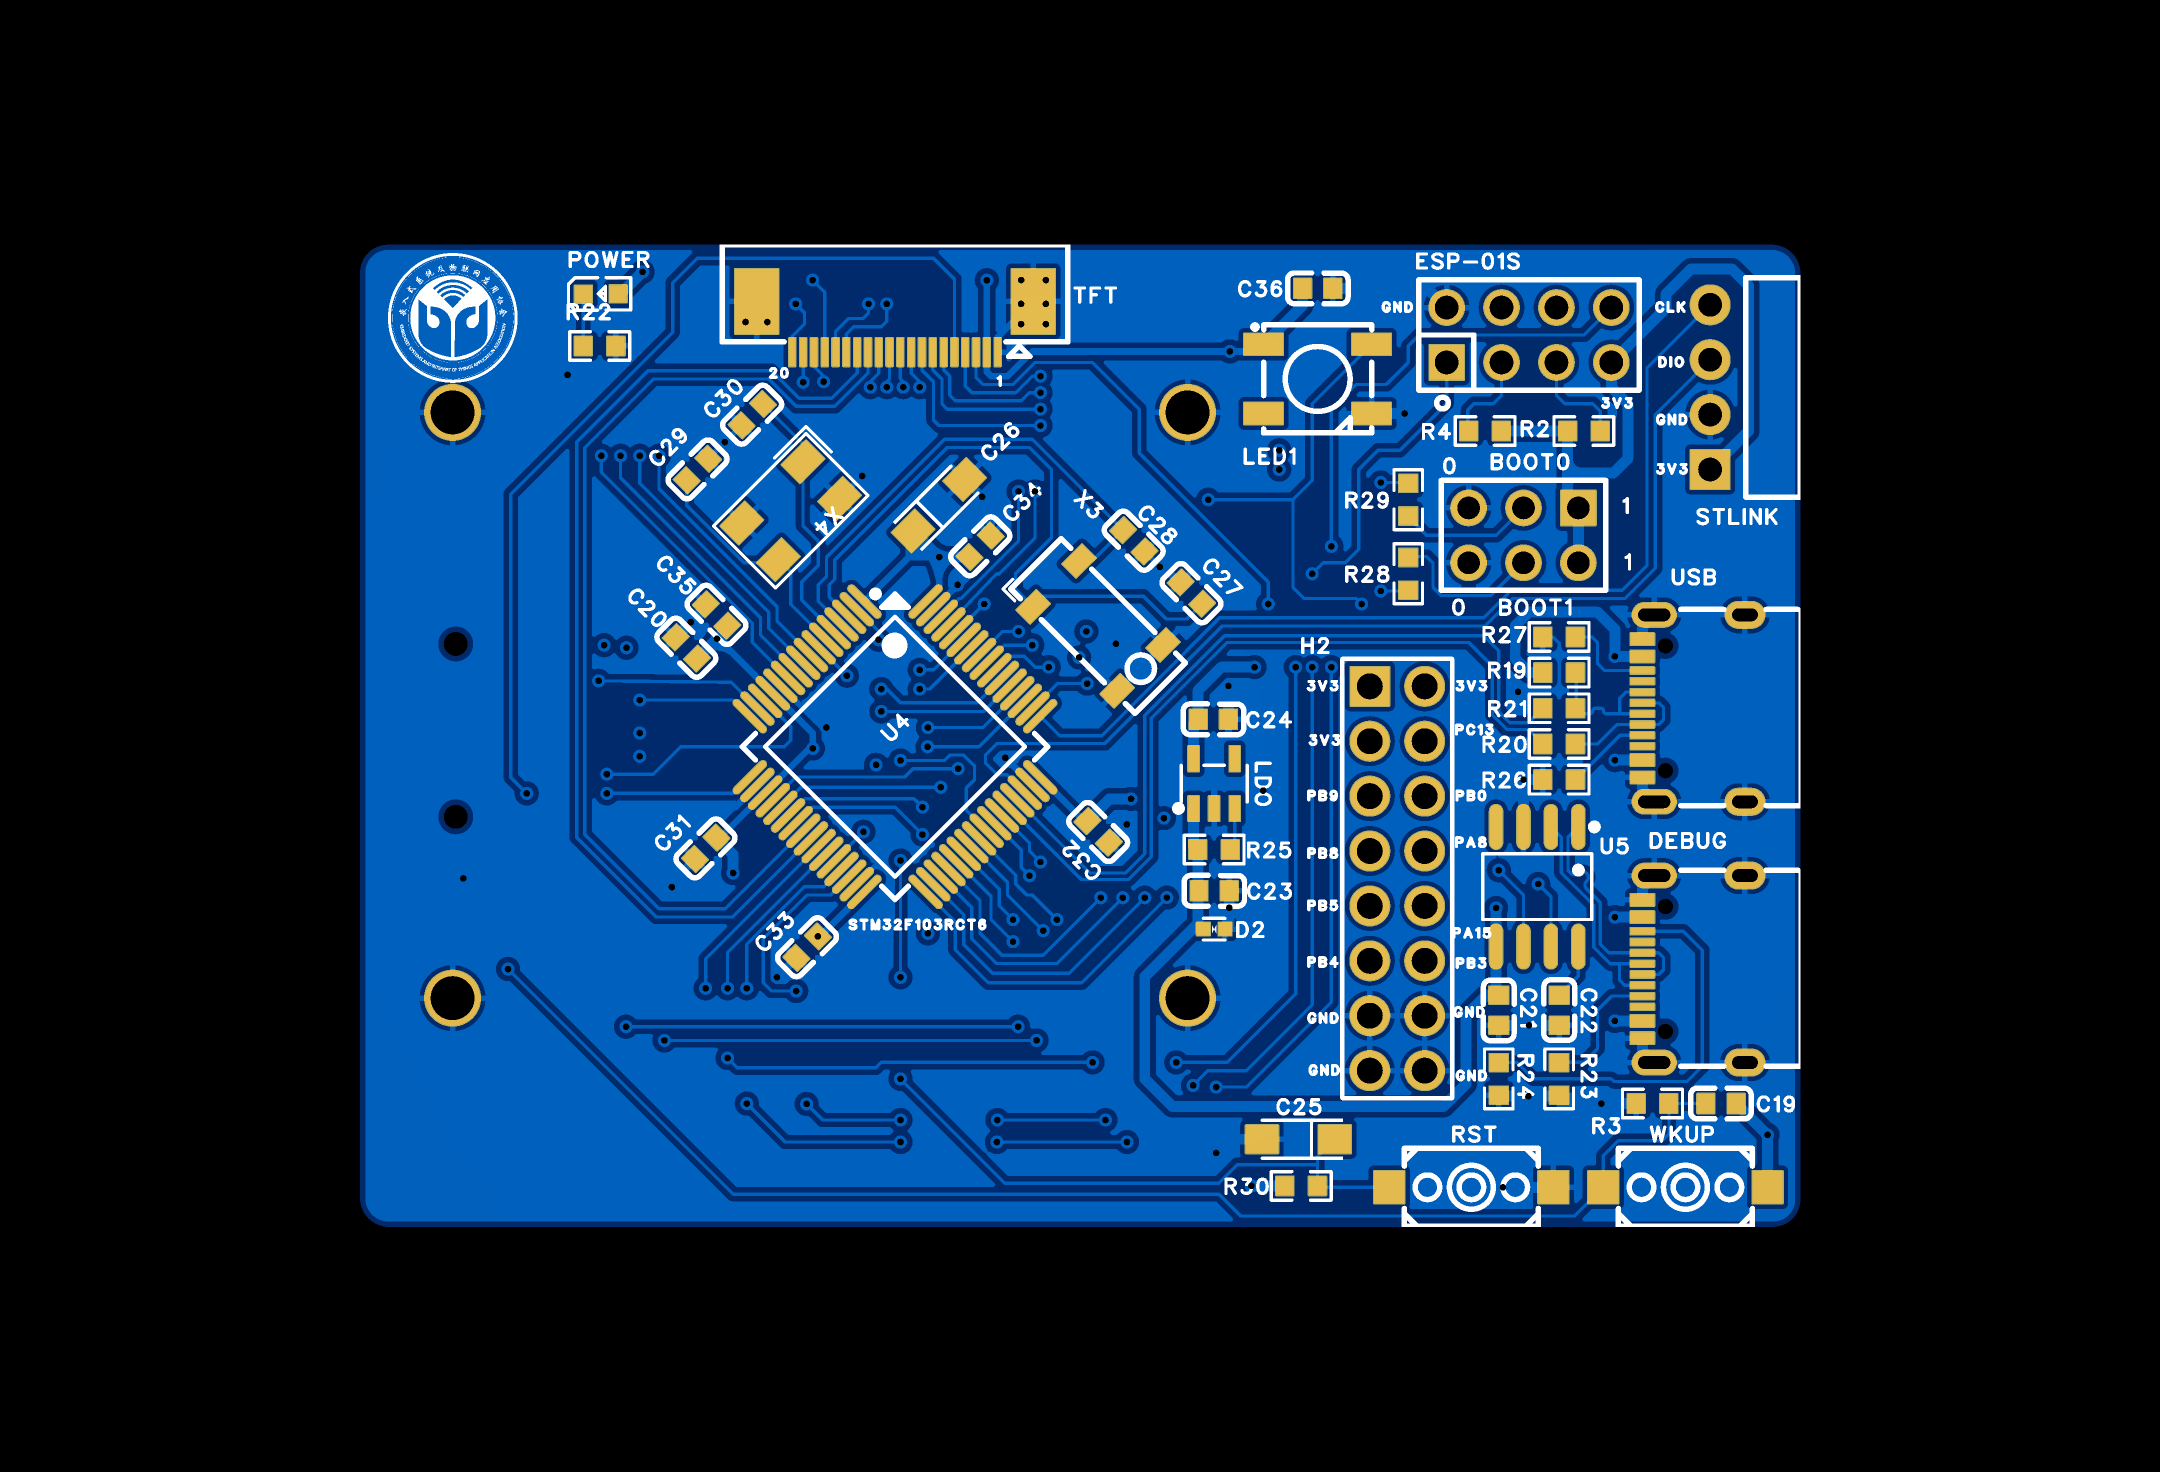 POWER
R22
TFT
20
1
C36
LED1
ESP-01S
GND
3V3
CLK
DIO
GND
3V3
STLINK
R4
R2
0
BOOT0
1
1
0
BOOT1
R29
R28
C30
C29
X4
C26
C34
X3
C28
C27
C35
C20
U4
C31
C32
C33
STM32F103RCT6
C24
LDO
R25
C23
D2
H2
3V3
3V3
3V3
PC13
PB9
PB0
PB8
PA8
PB5
PA15
PB4
PB3
GND
GND
GND
GND
USB
R27
R19
R21
R20
R26
U5
DEBUG
C21
C22
R24
R23
R3
C19
C25
R30
RST
WKUP